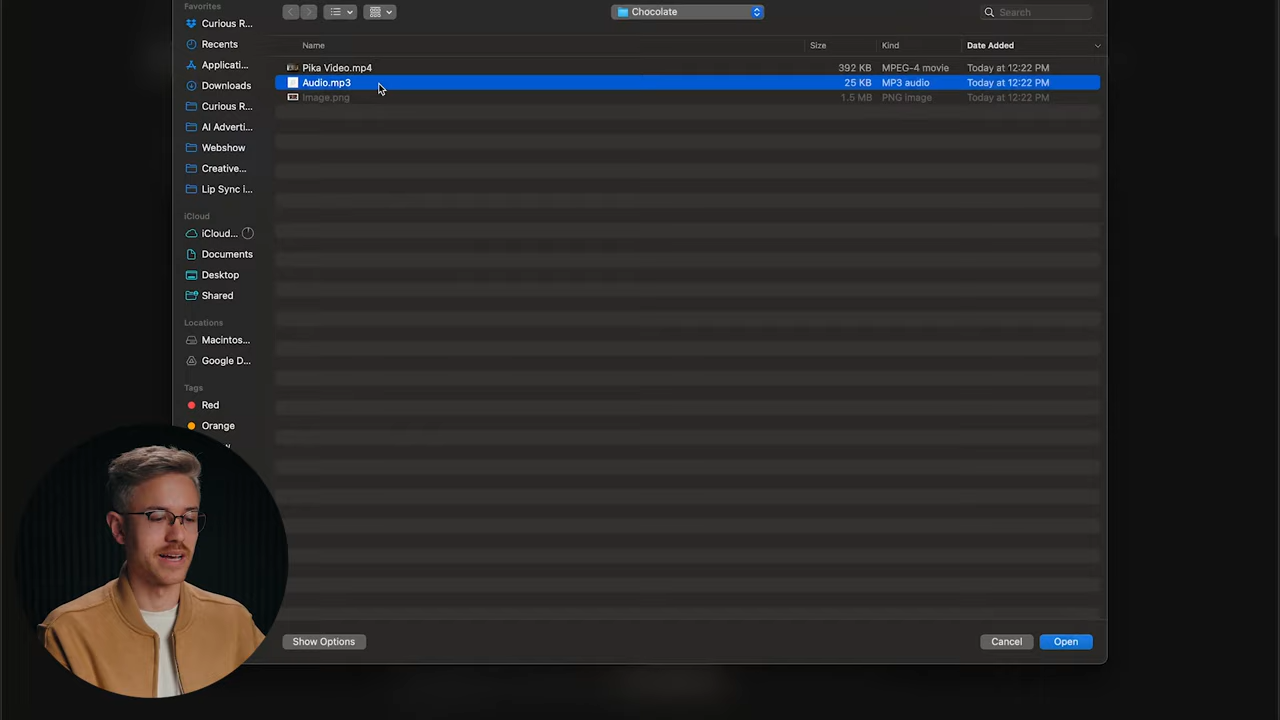 Favorites
Chocolate
Search
Curious R...
Recents
Applicati...
Downloads
Curious R...
AI Adverti...
Webshow
Creative...
Lip Sync i...
iCloud
iCloud...
Documents
Desktop
Shared
Locations
Macintos...
Google D...
Tags
Red
Orange
Name Size Kind Date Added
Pika Video.mp4 392 KB MPEG-4 movie Today at 12:22 PM
Audio.mp3 25 KB MP3 audio Today at 12:22 PM
Image.png 1.5 MB PNG image Today at 12:22 PM
Show Options Cancel Open